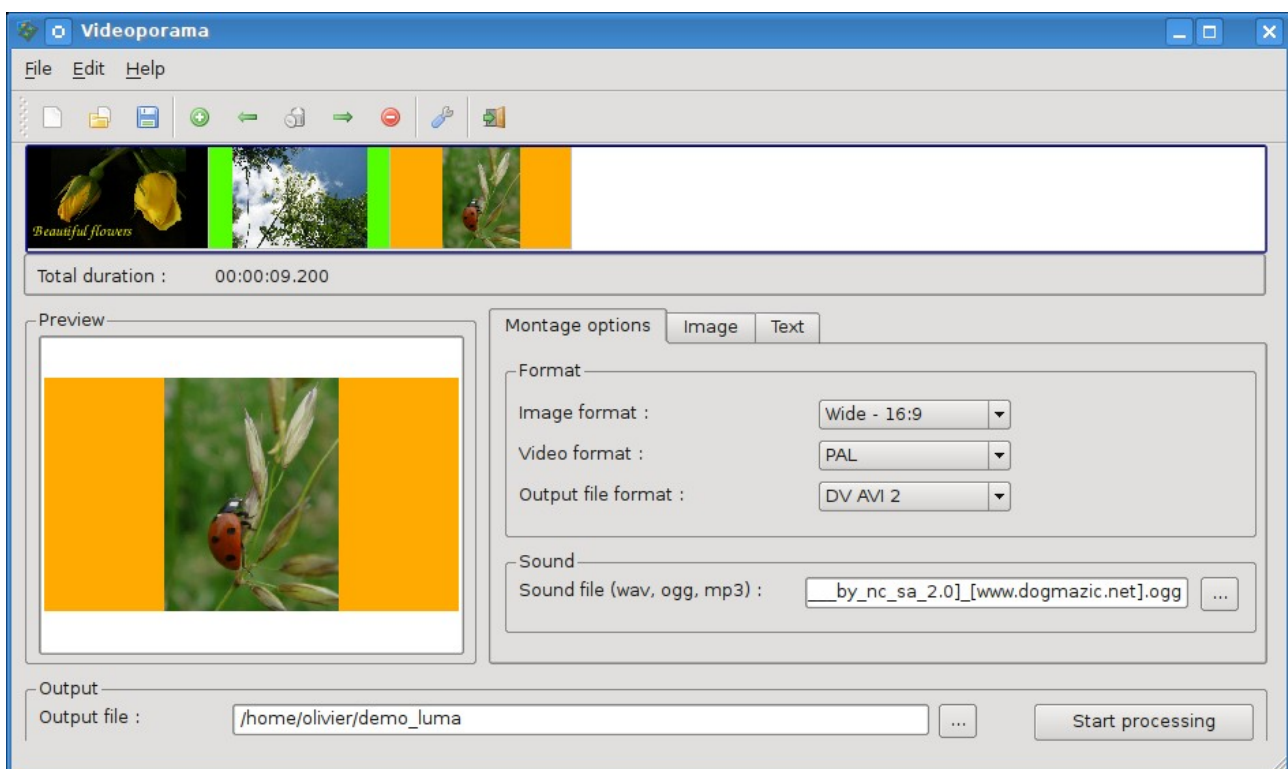 Videoporama
File Edit Help
Beautiful flowers
Total duration : 00:00:09.200
Preview
Montage options Image Text
Format
Image format : Wide - 16:9
Video format : PAL
Output file format : DV AVI 2
Sound
Sound file (wav, ogg, mp3) : ___by_nc_sa_2.0]_[www.dogmazic.net].ogg ...
Output
Output file : /home/olivier/demo_luma ... Start processing